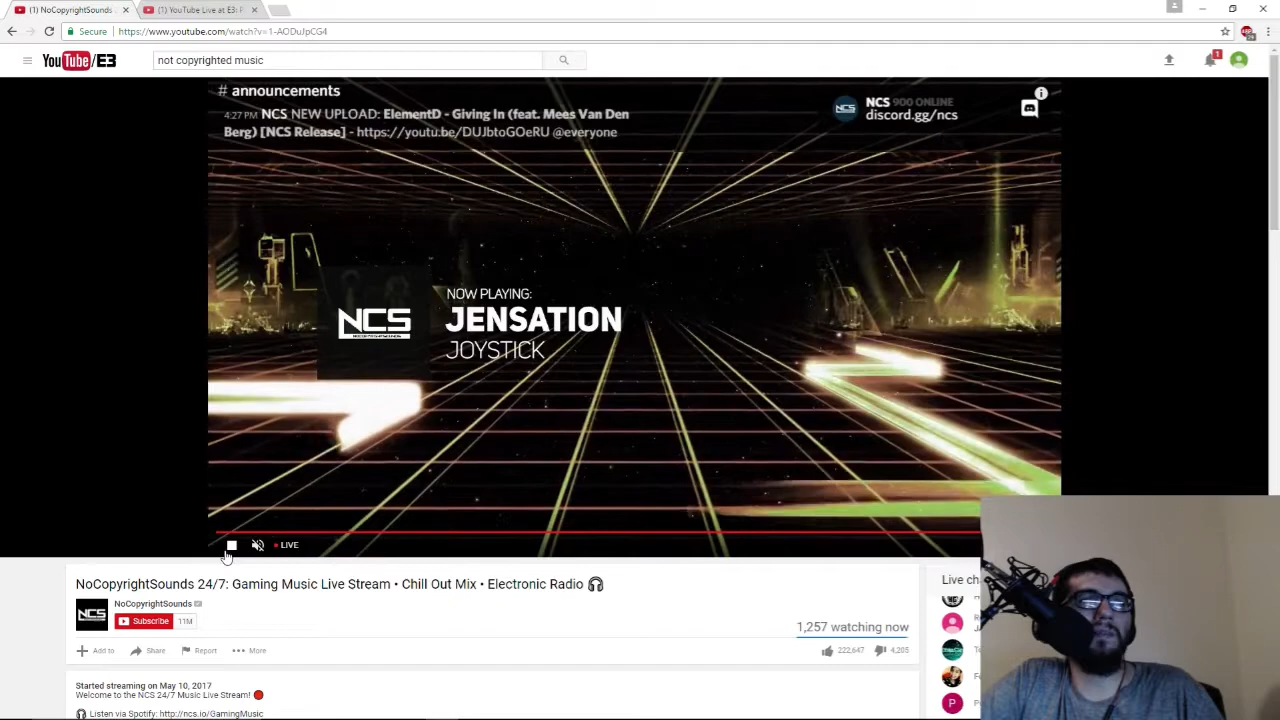 (1) NoCopyrightSounds
(1) YouTube Live at E3: F
Secure
https://www.youtube.com/watch?v=1-AODuJpCG4
YouTube/E3
not copyrighted music
1
# announcements
4:27 PM NCS NEW UPLOAD: ElementD - Giving In (feat. Mees Van Den
Berg) [NCS Release] - https://youtu.be/DUJbtoGOeRU @everyone
NCS
NCS 900 ONLINE
discord.gg/ncs
NCS
NOW PLAYING:
JENSATION
JOYSTICK
LIVE
NoCopyrightSounds 24/7: Gaming Music Live Stream • Chill Out Mix • Electronic Radio
Live ch
NCS
NoCopyrightSounds
Subscribe 11M
1,257 watching now
Add to
Share
Report
More
222,647
4,205
Started streaming on May 10, 2017
Welcome to the NCS 24/7 Music Live Stream!
Listen via Spotify: http://ncs.io/GamingMusic
P